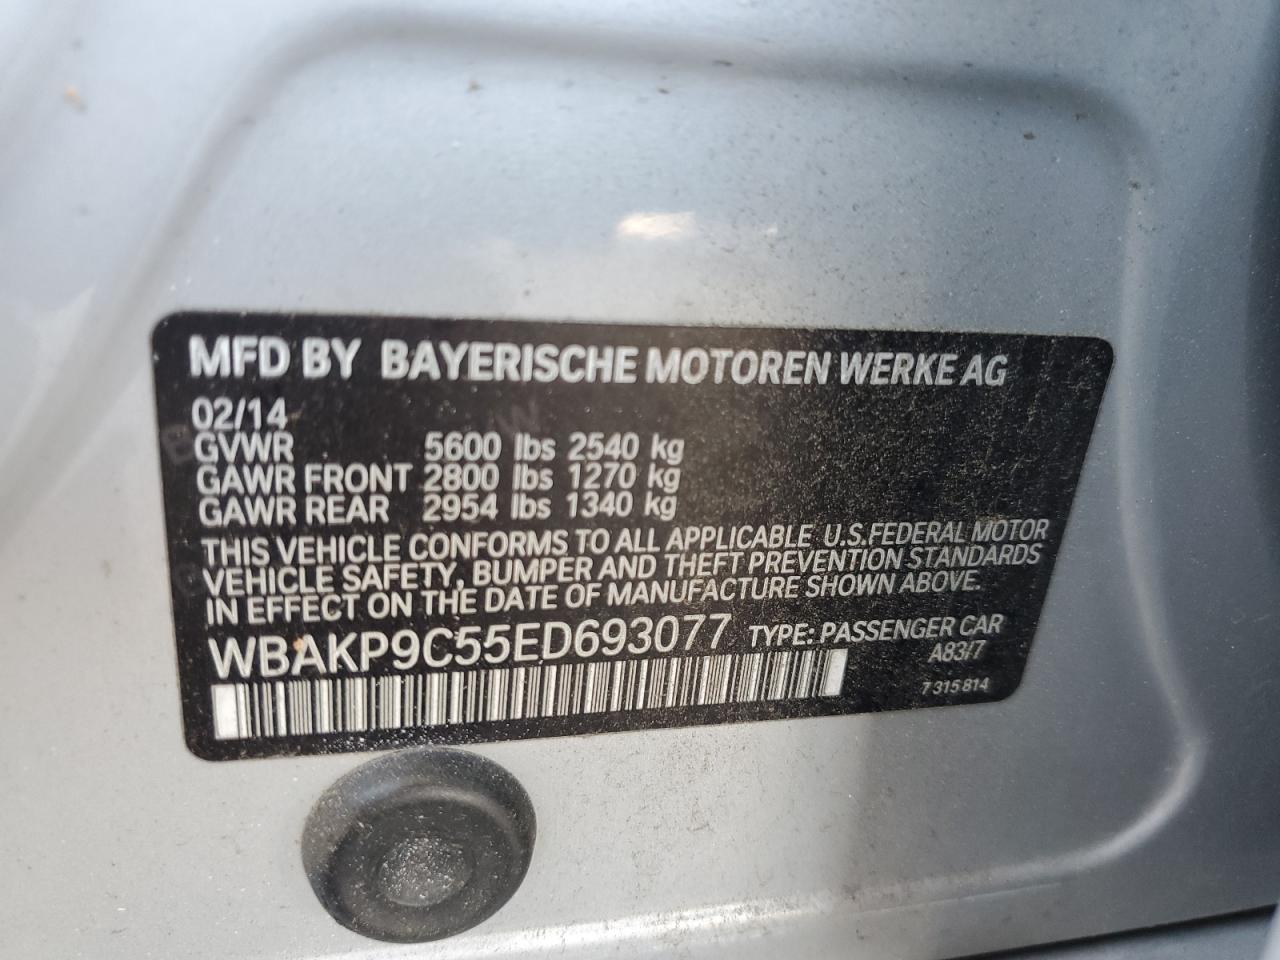 MFD BY BAYERISCHE MOTOREN WERKE AG
02/14
GVWR 5600 lbs 2540 kg
GAWR FRONT 2800 lbs 1270 kg
GAWR REAR 2954 lbs 1340 kg
THIS VEHICLE CONFORMS TO ALL APPLICABLE U.S.FEDERAL MOTOR
VEHICLE SAFETY, BUMPER AND THEFT PREVENTION STANDARDS
IN EFFECT ON THE DATE OF MANUFACTURE SHOWN ABOVE.
WBAKP9C55ED693077 TYPE: PASSENGER CAR
A83/7
7 315 814